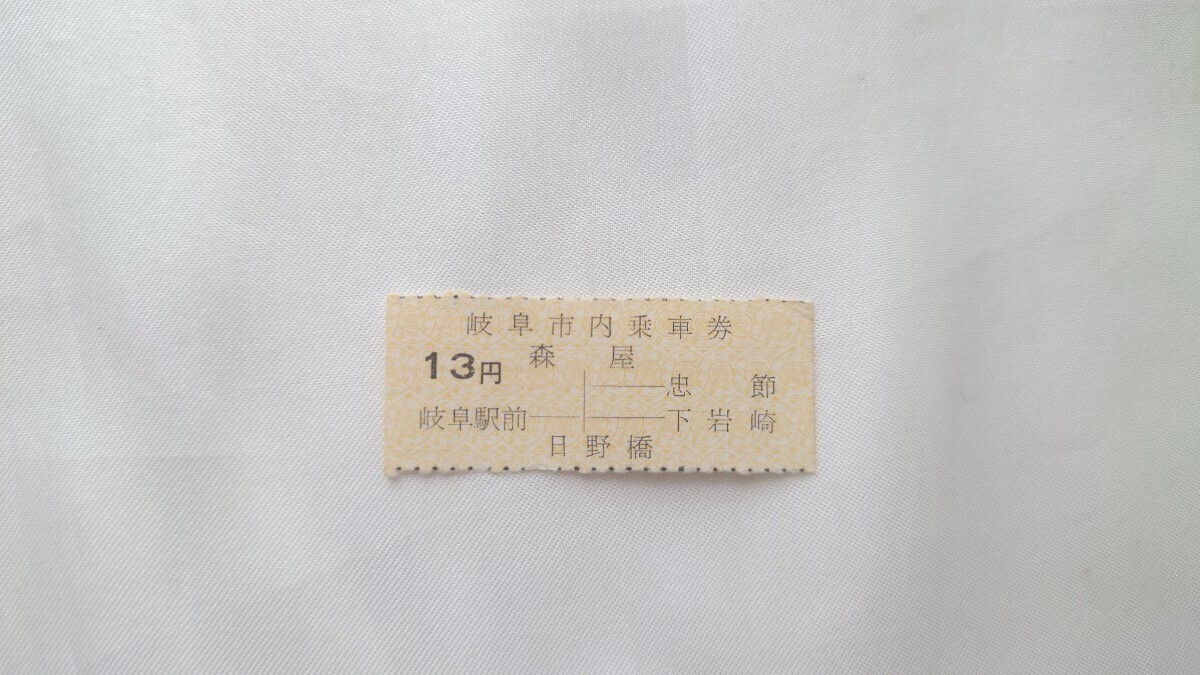 岐阜市内乗車券
13円 森屋
忠節
岐阜駅前 下岩崎
日野橋